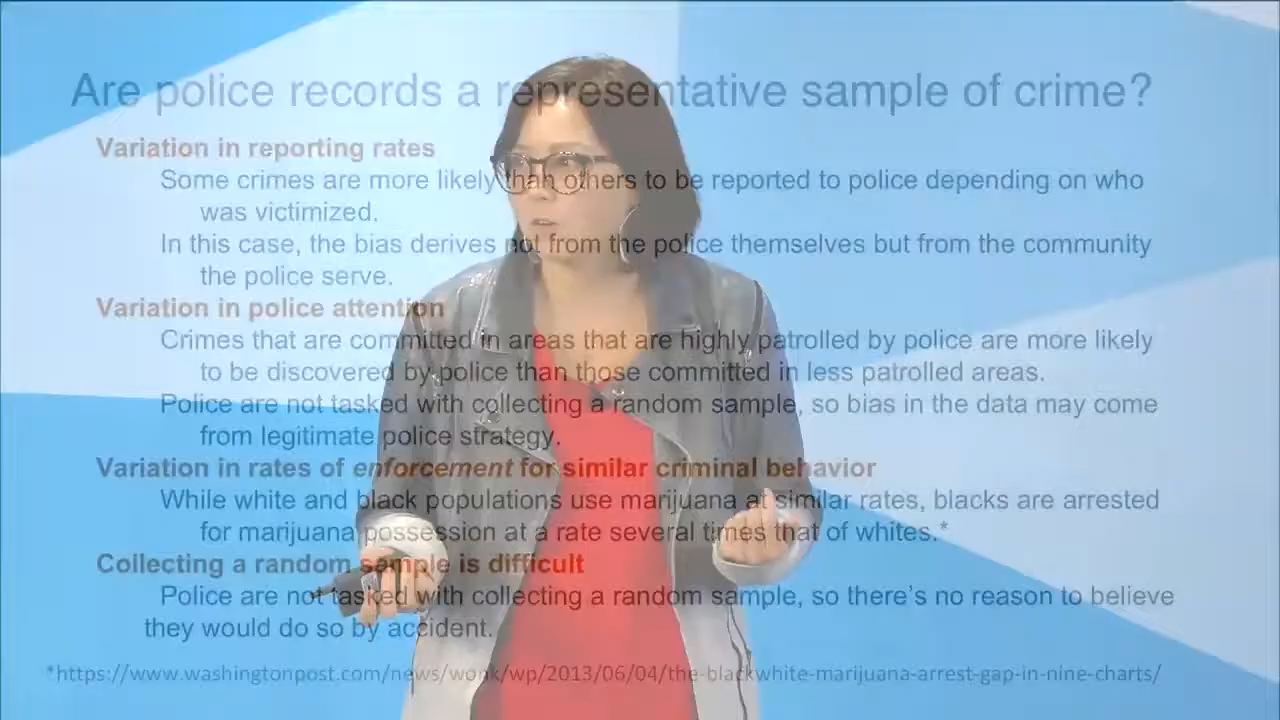 Are police records a representative sample of crime?
Variation in reporting rates
Some crimes are more likely than others to be reported to police depending on who
was victimized.
In this case, the bias derives not from the police themselves but from the community
the police serve.
Variation in police attention
Crimes that are committed in areas that are highly patrolled by police are more likely
to be discovered by police than those committed in less patrolled areas.
Police are not tasked with collecting a random sample, so bias in the data may come
from legitimate police strategy.
Variation in rates of enforcement for similar criminal behavior
While white and black populations use marijuana at similar rates, blacks are arrested
for marijuana possession at a rate several times that of whites.*
Collecting a random sample is difficult
Police are not tasked with collecting a random sample, so there's no reason to believe
they would do so by accident.
*https://www.washingtonpost.com/news/wonk/wp/2013/06/04/the-blackwhite-marijuana-arrest-gap-in-nine-charts/